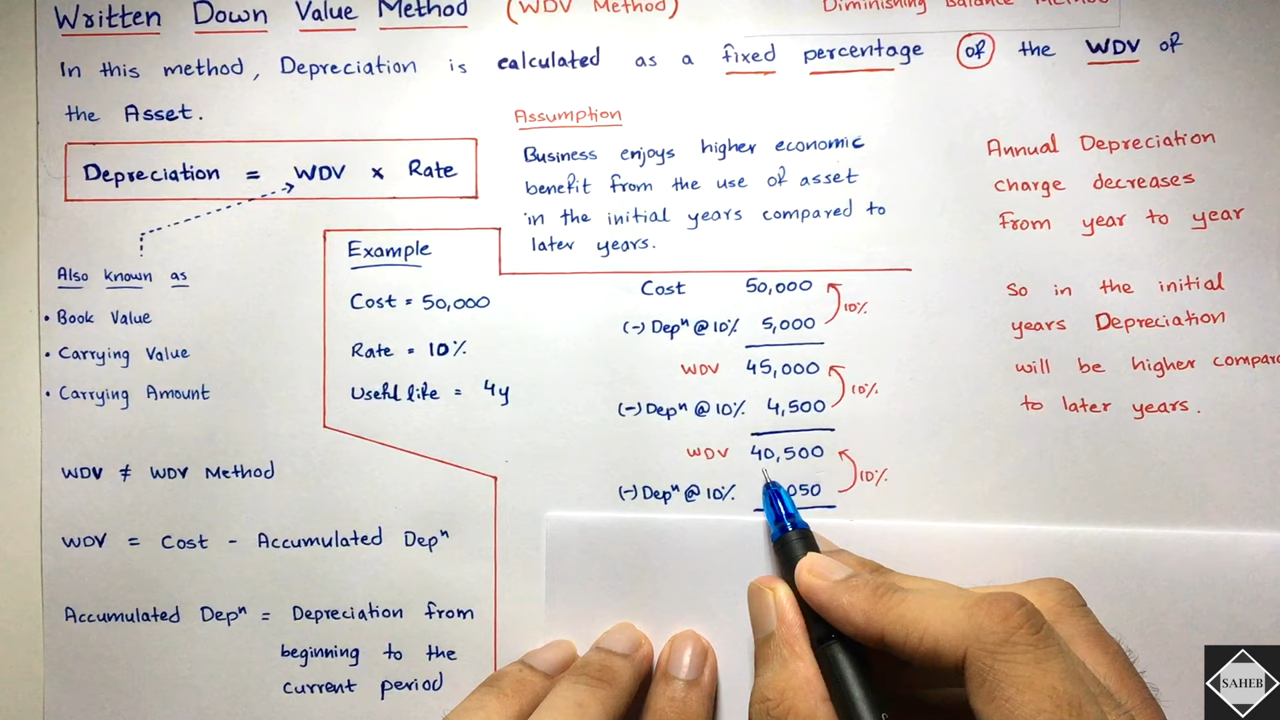 Written Down Value Method (WDV Method) Diminishing Balance Method
In this method, Depreciation is calculated as a fixed percentage of the WDV of
the Asset.
Depreciation = WDV × Rate
Also known as
• Book Value
• Carrying Value
• Carrying Amount
WDV ≠ WDV Method
WDV = Cost - Accumulated Depⁿ
Accumulated Depⁿ = Depreciation from
beginning to the
current period
Assumption
Business enjoys higher economic
benefit from the use of asset
in the initial years compared to
later years.
Example
Cost = 50,000
Rate = 10%
Useful life = 4y
Cost 50,000
(-) Depⁿ @ 10% 5,000 10%
WDV 45,000
(-) Depⁿ @ 10% 4,500 10%
WDV 40,500
(-) Depⁿ @ 10% 050 10%
Annual Depreciation
charge decreases
from year to year
So in the initial
years Depreciation
will be higher compar
to later years.
SAHEB